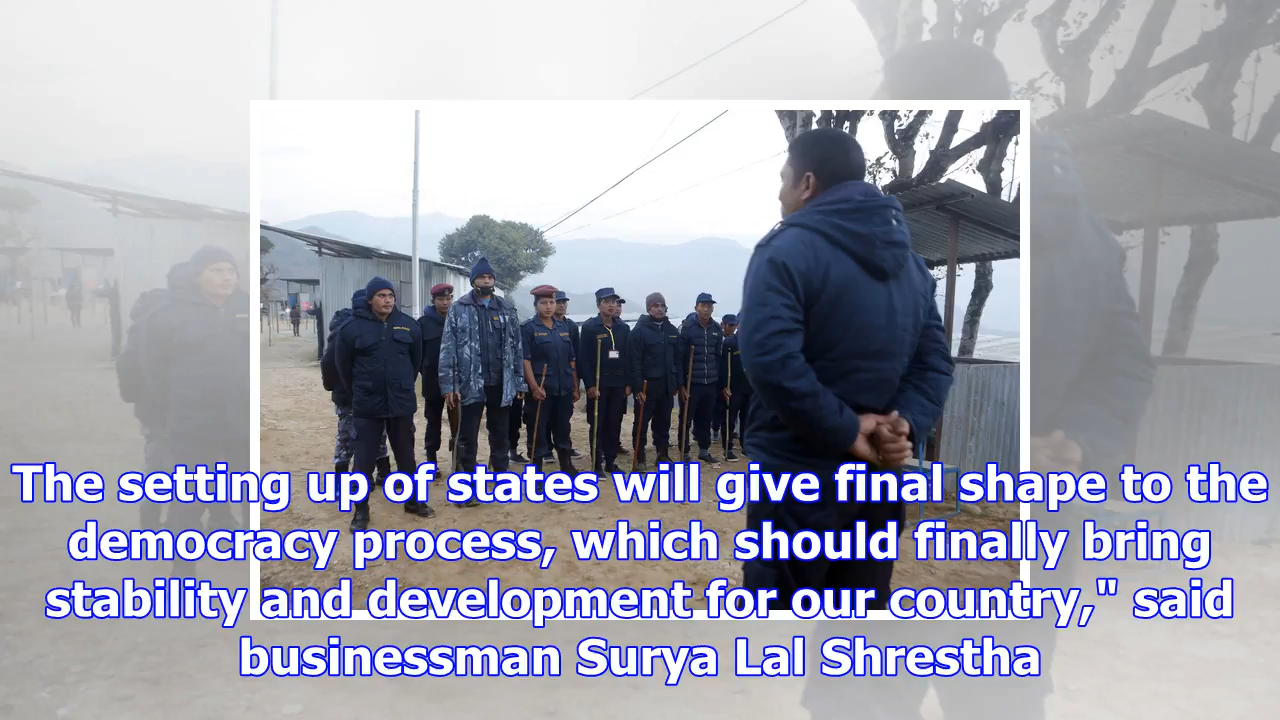 The setting up of states will give final shape to the
democracy process, which should finally bring
stability and development for our country," said
businessman Surya Lal Shrestha